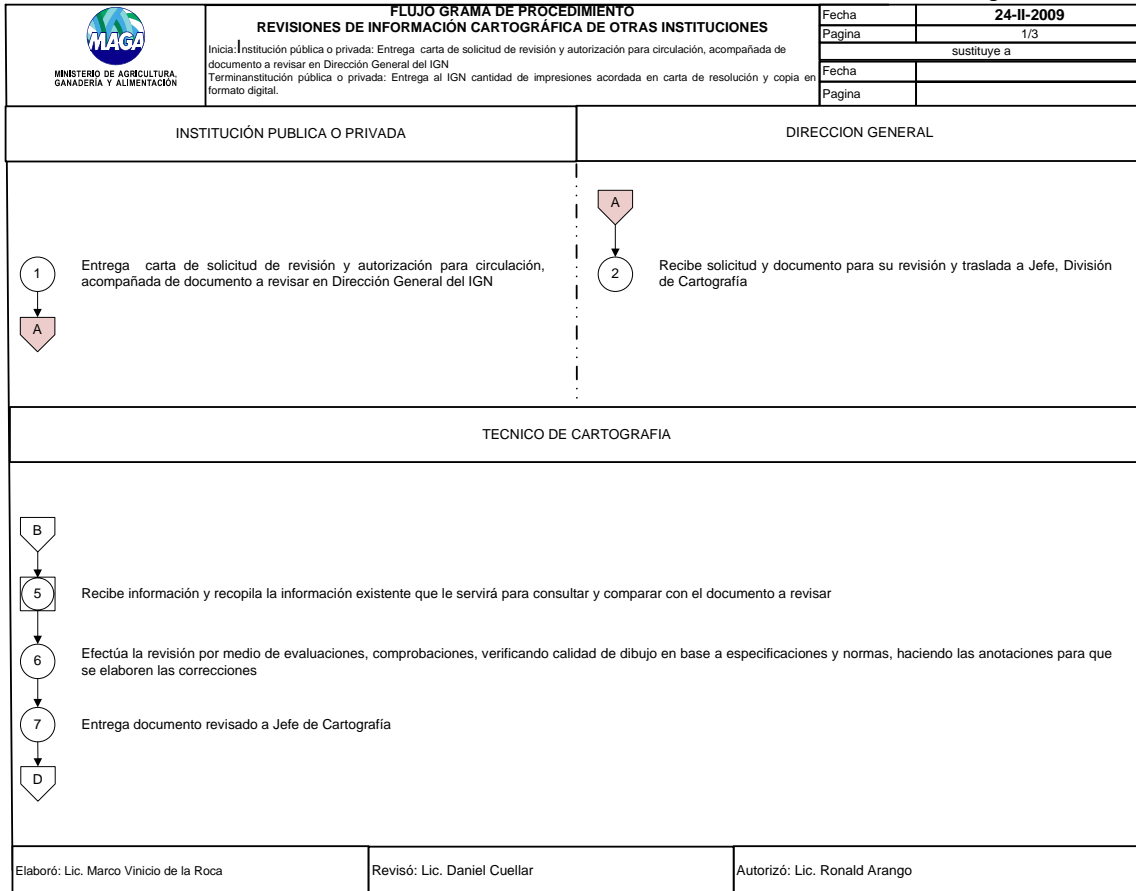 MAGA
MINISTERIO DE AGRICULTURA,
GANADERÍA Y ALIMENTACIÓN
FLUJO GRAMA DE PROCEDIMIENTO
REVISIONES DE INFORMACIÓN CARTOGRÁFICA DE OTRAS INSTITUCIONES
Inicia:Institución pública o privada: Entrega carta de solicitud de revisión y autorización para circulación, acompañada de
documento a revisar en Dirección General del IGN
Terminanstitución pública o privada: Entrega al IGN cantidad de impresiones acordada en carta de resolución y copia en
formato digital.
Fecha 24-II-2009
Pagina 1/3
sustituye a
Fecha
Pagina
INSTITUCIÓN PUBLICA O PRIVADA
DIRECCION GENERAL
1
Entrega carta de solicitud de revisión y autorización para circulación,
acompañada de documento a revisar en Dirección General del IGN
A
A
2
Recibe solicitud y documento para su revisión y traslada a Jefe, División
de Cartografía
TECNICO DE CARTOGRAFIA
B
5
Recibe información y recopila la información existente que le servirá para consultar y comparar con el documento a revisar
6
Efectúa la revisión por medio de evaluaciones, comprobaciones, verificando calidad de dibujo en base a especificaciones y normas, haciendo las anotaciones para que
se elaboren las correcciones
7
Entrega documento revisado a Jefe de Cartografía
D
Elaboró: Lic. Marco Vinicio de la Roca
Revisó: Lic. Daniel Cuellar
Autorizó: Lic. Ronald Arango